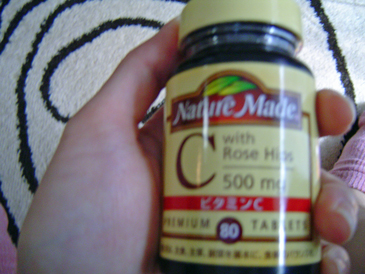 Nature Made
C
with
Rose Hips
500 mg
ビタミンC
PREMIUM 80 TABLETS